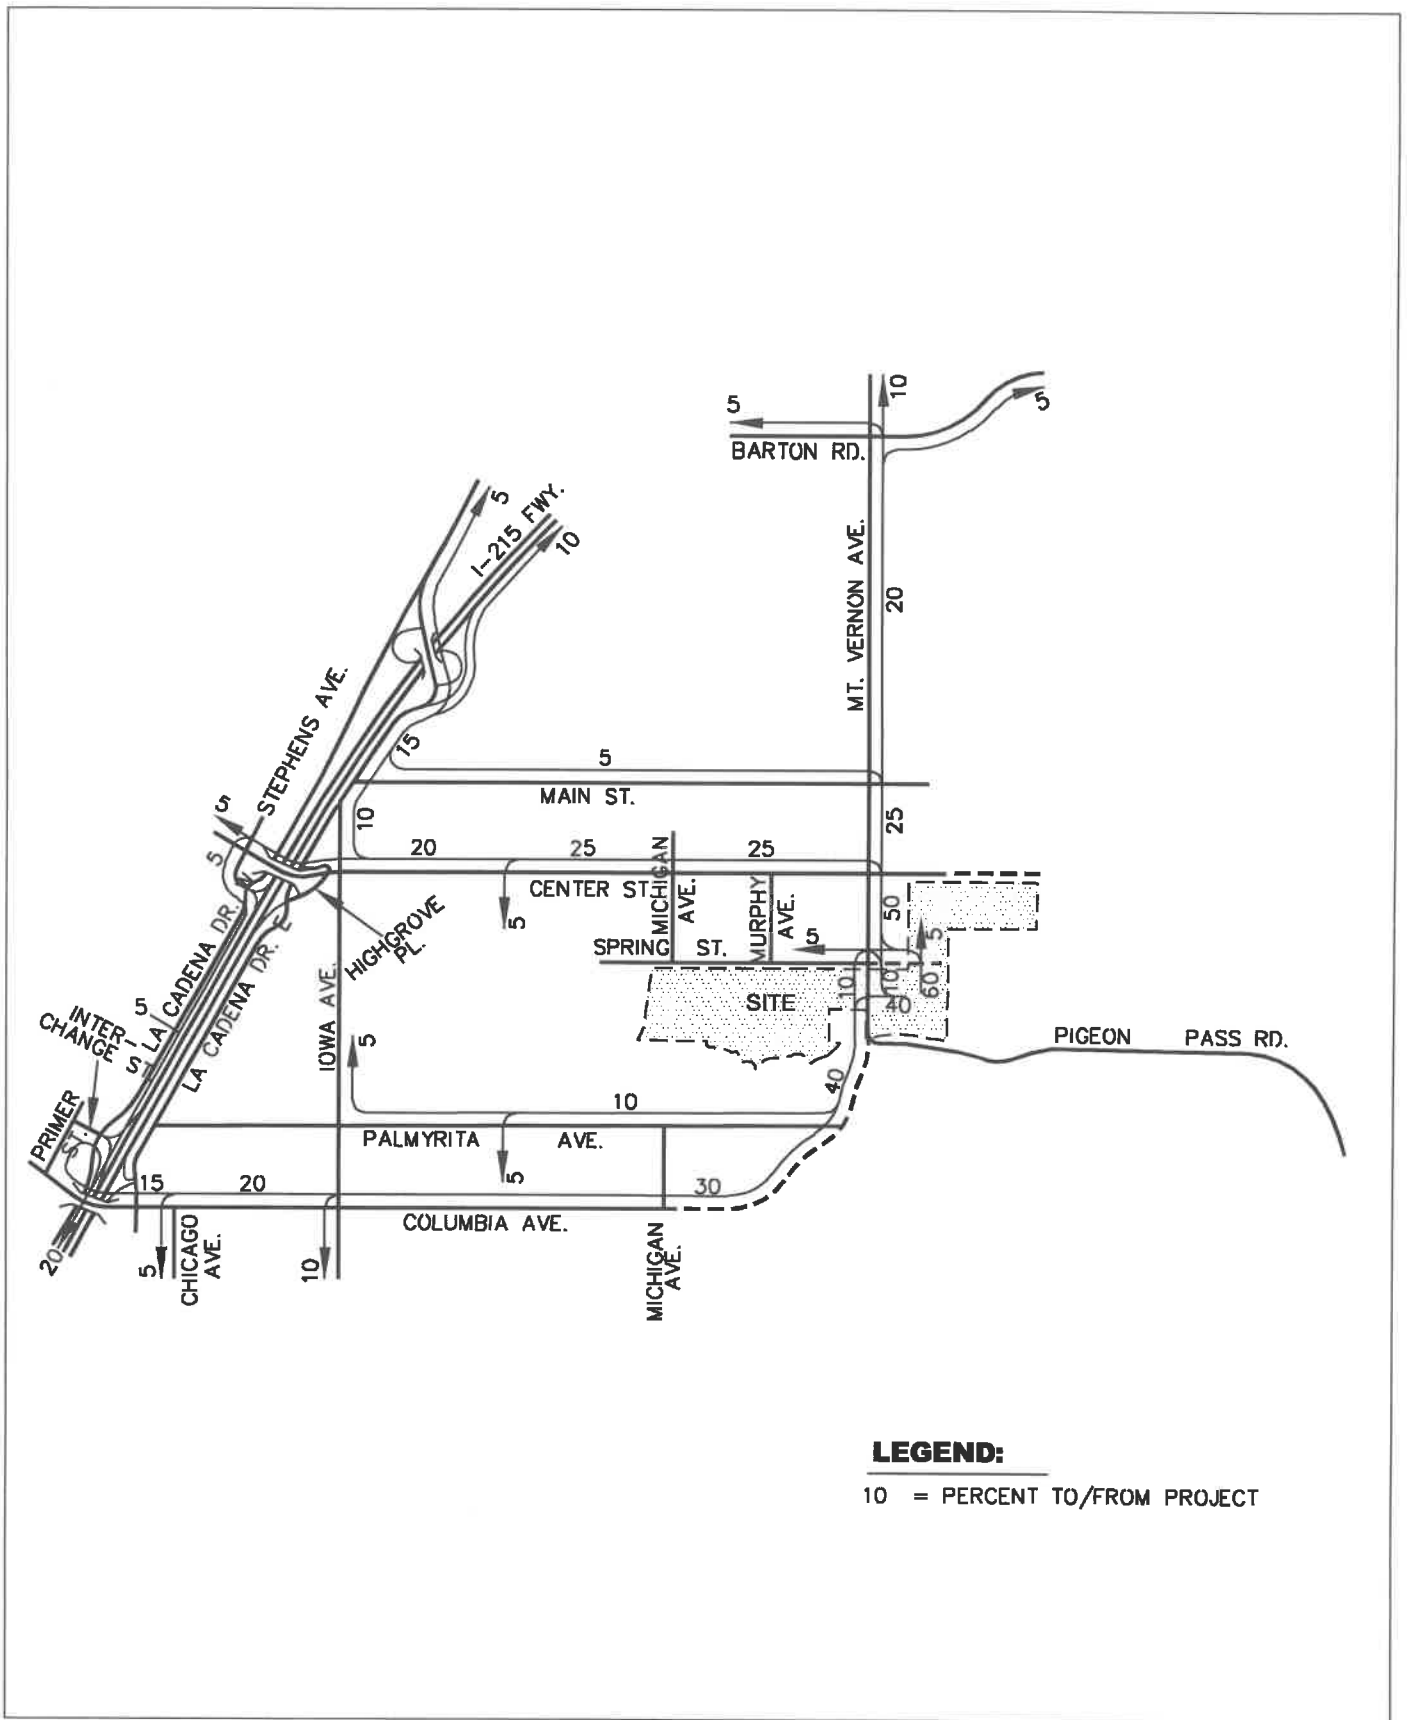 10
5
5
BARTON RD.
5
I-215 FWY.
10
MT. VERNON AVE.
20
STEPHENS AVE.
15
5
MAIN ST.
5
10
25
20
25
25
5
CENTER ST.
MICHIGAN
AVE.
MURPHY
AVE.
50
5
5
SPRING ST.
5
HIGHGROVE
PL.
LA CADENA DR.
LA CADENA DR. E
IOWA AVE.
10
10
60
40
SITE
5
INTER-
CHANGE
ST.
5
PIGEON PASS RD.
40
10
PRIMER
ST.
PALMYRITA AVE.
5
15
20
30
COLUMBIA AVE.
20
5
CHICAGO
AVE.
10
MICHIGAN
AVE.
LEGEND:
10 = PERCENT TO/FROM PROJECT